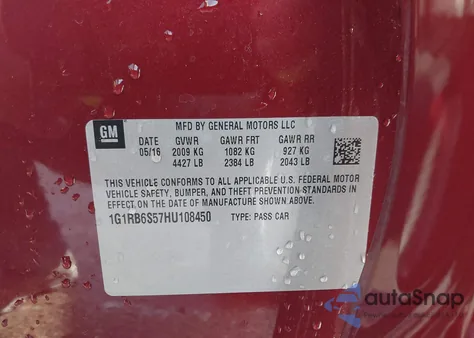 GM
MFD BY GENERAL MOTORS LLC
DATE GVWR GAWR FRT GAWR RR
05/16 2009 KG 1082 KG 927 KG
4427 LB 2384 LB 2043 LB
THIS VEHICLE CONFORMS TO ALL APPLICABLE U.S. FEDERAL MOTOR
VEHICLE SAFETY, BUMPER, AND THEFT PREVENTION STANDARDS IN
EFFECT ON THE DATE OF MANUFACTURE SHOWN ABOVE.
1G1RB6S57HU108450 TYPE: PASS CAR
autaSnap